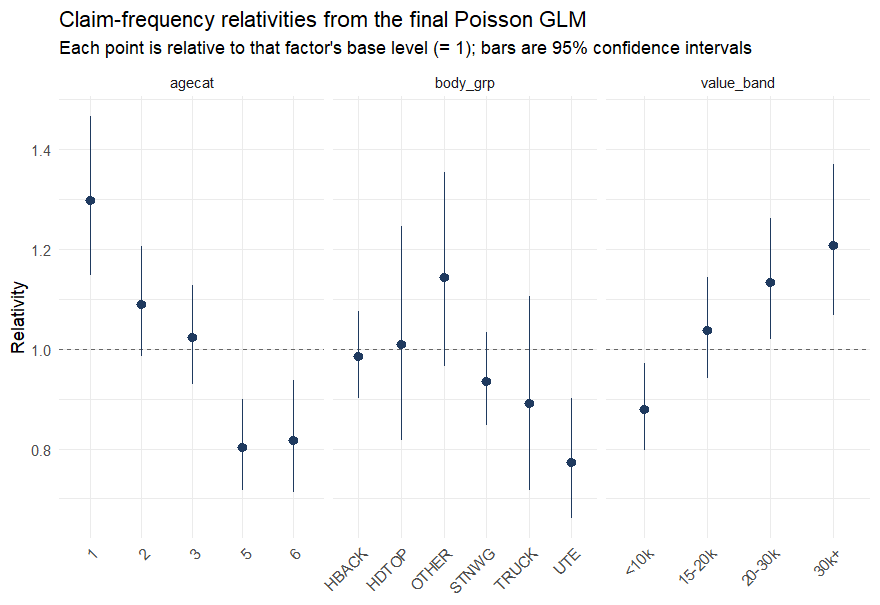 Claim-frequency relativities from the final Poisson GLM
Each point is relative to that factor's base level (= 1); bars are 95% confidence intervals
agecat body_grp value_band
Relativity
1.4
1.2
1.0
0.8
1 2 3 5 6 HBACK HDTOP OTHER STNWG TRUCK UTE <10k 15-20k 20-30k 30k+